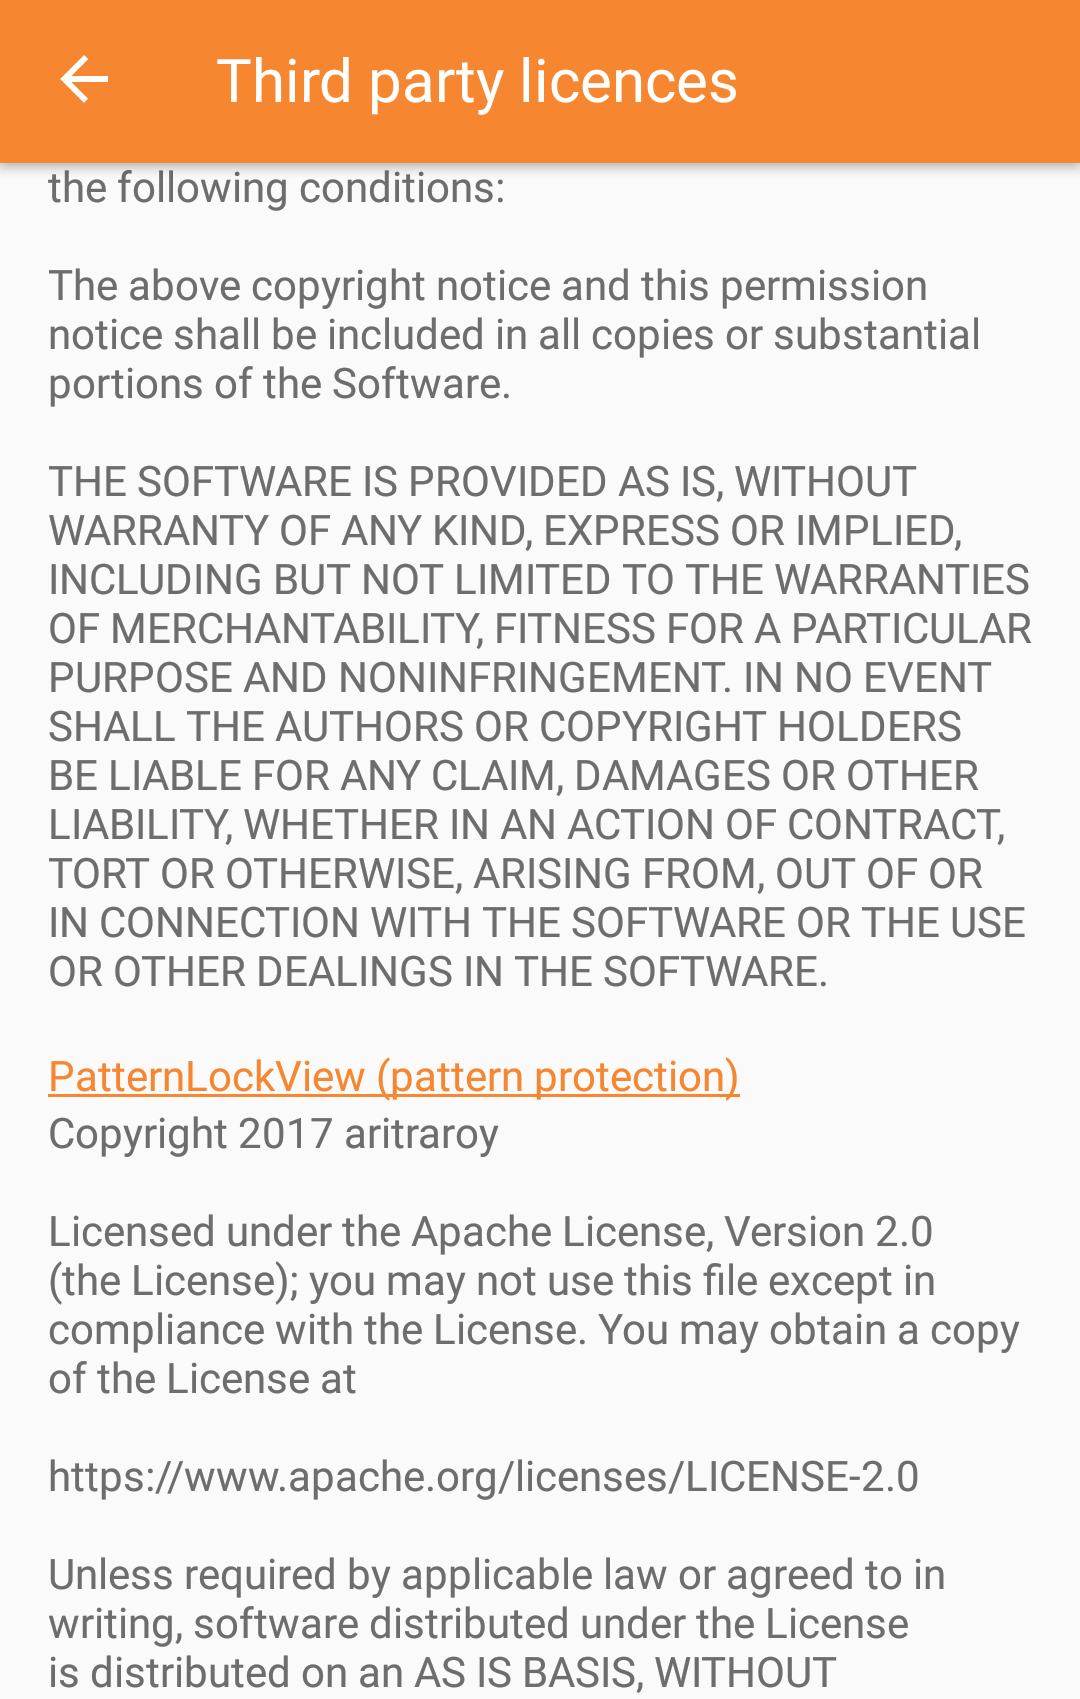 Third party licences
the following conditions:
The above copyright notice and this permission
notice shall be included in all copies or substantial
portions of the Software.
THE SOFTWARE IS PROVIDED AS IS, WITHOUT
WARRANTY OF ANY KIND, EXPRESS OR IMPLIED,
INCLUDING BUT NOT LIMITED TO THE WARRANTIES
OF MERCHANTABILITY, FITNESS FOR A PARTICULAR
PURPOSE AND NONINFRINGEMENT. IN NO EVENT
SHALL THE AUTHORS OR COPYRIGHT HOLDERS
BE LIABLE FOR ANY CLAIM, DAMAGES OR OTHER
LIABILITY, WHETHER IN AN ACTION OF CONTRACT,
TORT OR OTHERWISE, ARISING FROM, OUT OF OR
IN CONNECTION WITH THE SOFTWARE OR THE USE
OR OTHER DEALINGS IN THE SOFTWARE.
PatternLockView (pattern protection)
Copyright 2017 aritraroy
Licensed under the Apache License, Version 2.0
(the License); you may not use this file except in
compliance with the License. You may obtain a copy
of the License at
https://www.apache.org/licenses/LICENSE-2.0
Unless required by applicable law or agreed to in
writing, software distributed under the License
is distributed on an AS IS BASIS, WITHOUT